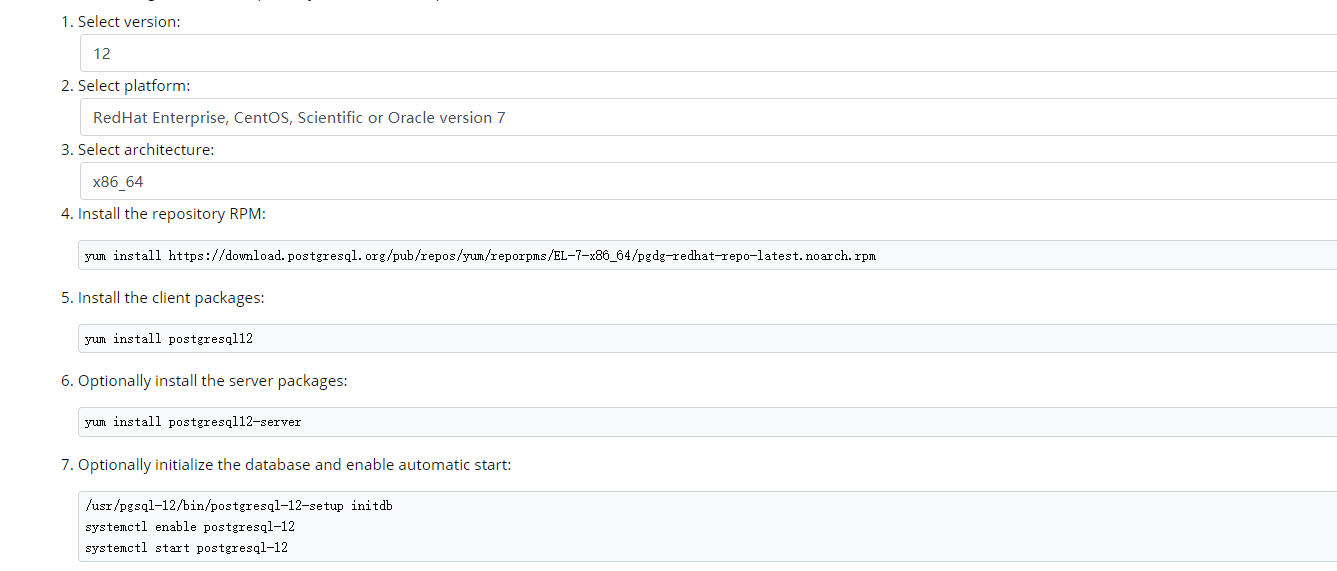 1. Select version:
12
2. Select platform:
RedHat Enterprise, CentOS, Scientific or Oracle version 7
3. Select architecture:
x86_64
4. Install the repository RPM:
yum install https://download.postgresql.org/pub/repos/yum/reporpms/EL-7-x86_64/pgdg-redhat-repo-latest.noarch.rpm
5. Install the client packages:
yum install postgresql12
6. Optionally install the server packages:
yum install postgresql12-server
7. Optionally initialize the database and enable automatic start:
/usr/pgsql-12/bin/postgresql-12-setup initdb
systemctl enable postgresql-12
systemctl start postgresql-12